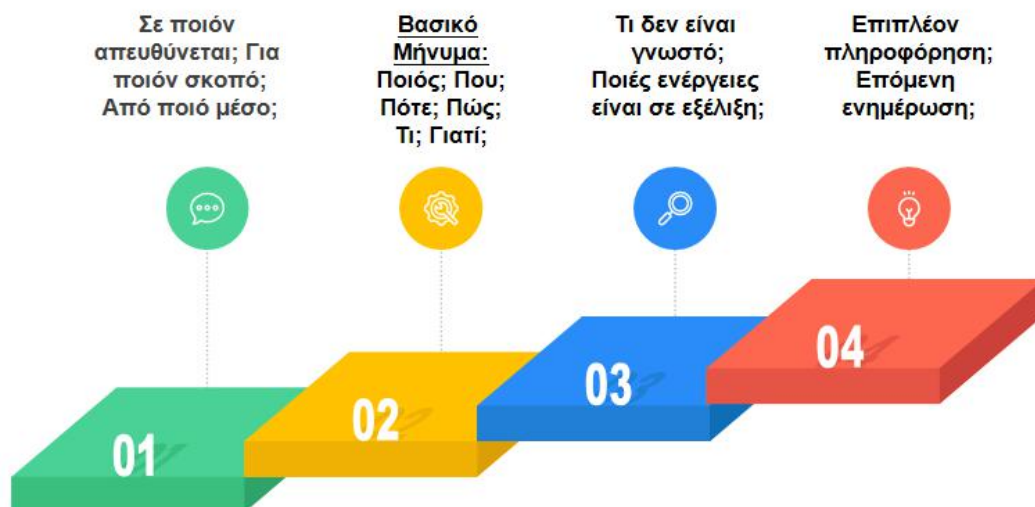 Σε ποιόν
απευθύνεται; Για
ποιόν σκοπό;
Από ποιό μέσο;
Βασικό
Μήνυμα:
Ποιός; Που;
Πότε; Πώς;
Τι; Γιατί;
Τι δεν είναι
γνωστό;
Ποιές ενέργειες
είναι σε εξέλιξη;
Επιπλέον
πληροφόρηση;
Επόμενη
ενημέρωση;
01
02
03
04